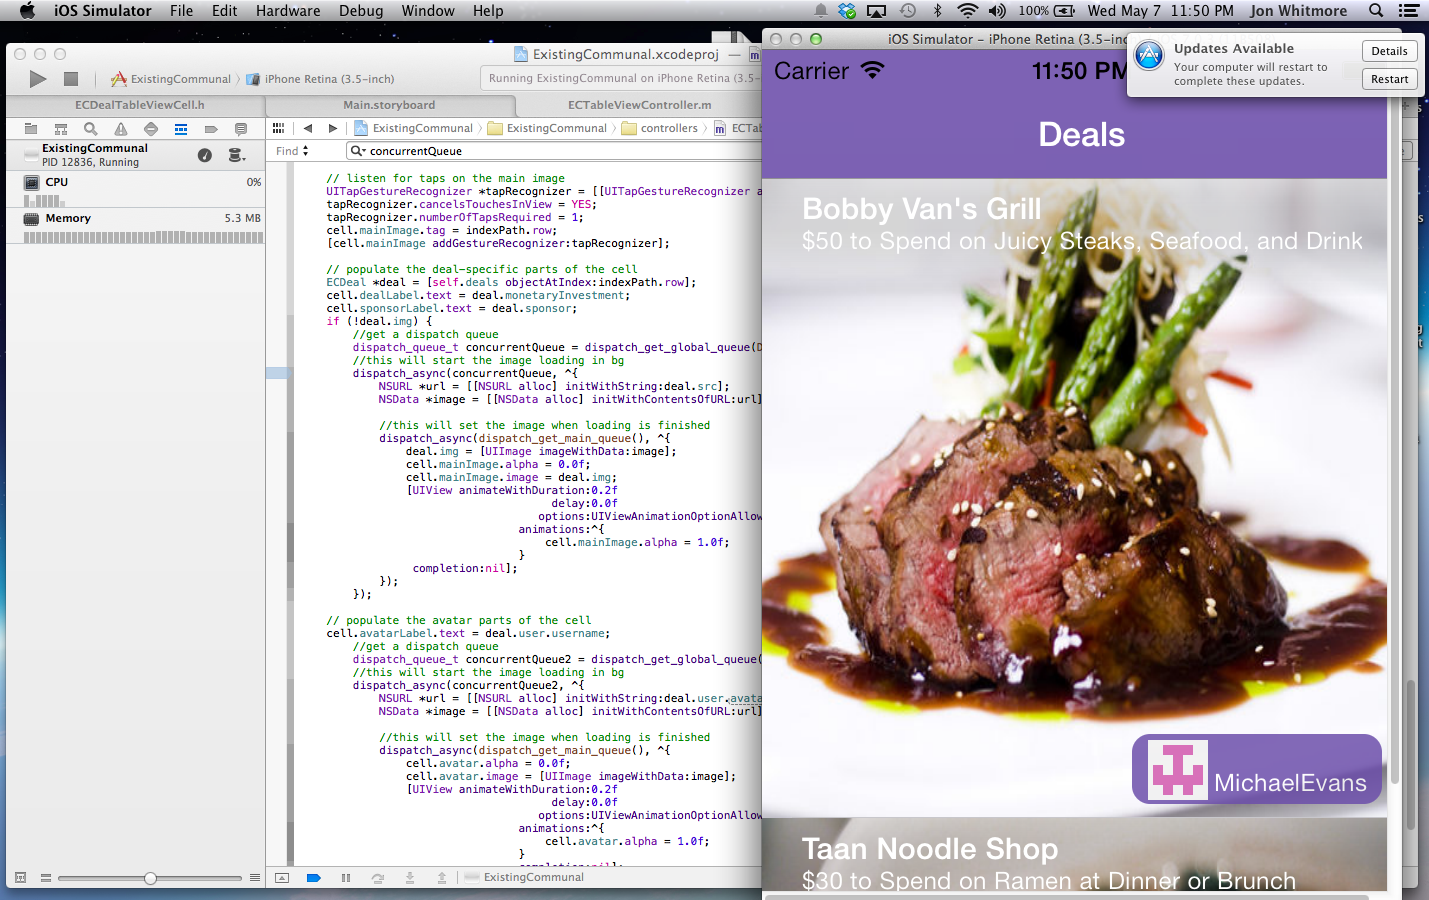 iOS Simulator File Edit Hardware Debug Window Help 100% Wed May 7 11:50 PM Jon Whitmore
ExistingCommunal.xcodeproj —
ExistingCommunal iPhone Retina (3.5-inch) Running ExistingCommunal on iPhone Retina (3.5-
ECDealTableViewCell.h Main.storyboard ECTableViewController.m
ExistingCommunal ExistingCommunal controllers ECTab
ExistingCommunal
PID 12836, Running
CPU 0%
Memory 5.3 MB
Find concurrentQueue
// listen for taps on the main image
UITapGestureRecognizer *tapRecognizer = [[UITapGestureRecognizer a
tapRecognizer.cancelsTouchesInView = YES;
tapRecognizer.numberOfTapsRequired = 1;
cell.mainImage.tag = indexPath.row;
[cell.mainImage addGestureRecognizer:tapRecognizer];
// populate the deal-specific parts of the cell
ECDeal *deal = [self.deals objectAtIndex:indexPath.row];
cell.dealLabel.text = deal.monetaryInvestment;
cell.sponsorLabel.text = deal.sponsor;
if (!deal.img) {
//get a dispatch queue
dispatch_queue_t concurrentQueue = dispatch_get_global_queue(D
//this will start the image loading in bg
dispatch_async(concurrentQueue, ^{
NSURL *url = [[NSURL alloc] initWithString:deal.src];
NSData *image = [[NSData alloc] initWithContentsOfURL:url]
//this will set the image when loading is finished
dispatch_async(dispatch_get_main_queue(), ^{
deal.img = [UIImage imageWithData:image];
cell.mainImage.alpha = 0.0f;
cell.mainImage.image = deal.img;
[UIView animateWithDuration:0.2f
delay:0.0f
options:UIViewAnimationOptionAllow
animations:^{
cell.mainImage.alpha = 1.0f;
}
completion:nil];
});
});
// populate the avatar parts of the cell
cell.avatarLabel.text = deal.user.username;
//get a dispatch queue
dispatch_queue_t concurrentQueue2 = dispatch_get_global_queue(
//this will start the image loading in bg
dispatch_async(concurrentQueue2, ^{
NSURL *url = [[NSURL alloc] initWithString:deal.user.avata
NSData *image = [[NSData alloc] initWithContentsOfURL:url]
//this will set the image when loading is finished
dispatch_async(dispatch_get_main_queue(), ^{
cell.avatar.alpha = 0.0f;
cell.avatar.image = [UIImage imageWithData:image];
[UIView animateWithDuration:0.2f
delay:0.0f
options:UIViewAnimationOptionAllow
animations:^{
cell.avatar.alpha = 1.0f;
}
completion:nil];
ExistingCommunal
iOS Simulator - iPhone Retina (3.5-inc
Carrier 11:50 PM
Deals
Updates Available
Your computer will restart to
complete these updates.
Details
Restart
Bobby Van's Grill
$50 to Spend on Juicy Steaks, Seafood, and Drink
MichaelEvans
Taan Noodle Shop
$30 to Spend on Ramen at Dinner or Brunch